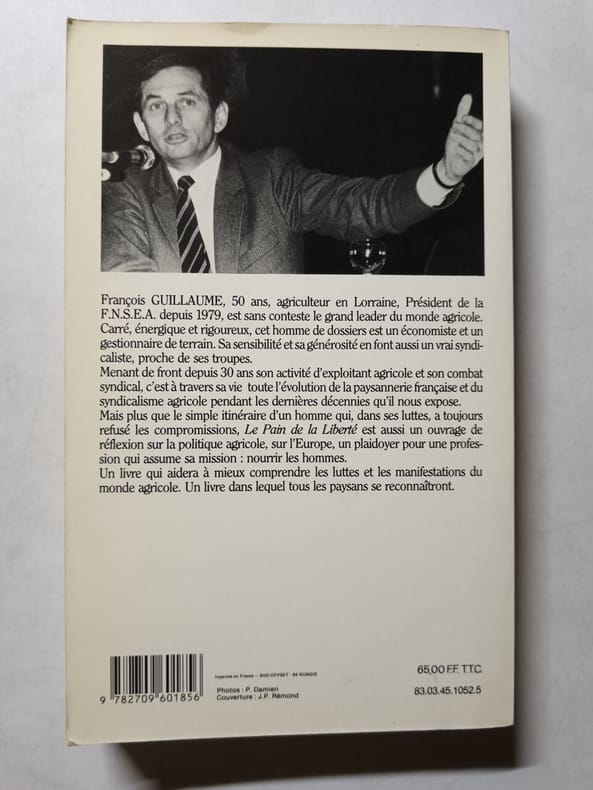 François GUILLAUME, 50 ans, agriculteur en Lorraine, Président de la
F.N.S.E.A. depuis 1979, est sans conteste le grand leader du monde agricole.
Carré, énergique et rigoureux, cet homme de dossiers est un économiste et un
gestionnaire de terrain. Sa sensibilité et sa générosité en font aussi un vrai syndi-
caliste, proche de ses troupes.
Menant de front depuis 30 ans son activité d'exploitant agricole et son combat
syndical, c'est à travers sa vie toute l'évolution de la paysannerie française et du
syndicalisme agricole pendant les dernières décennies qu'il nous expose.
Mais plus que le simple itinéraire d'un homme qui, dans ses luttes, a toujours
refusé les compromissions, Le Pain de la Liberté est aussi un ouvrage de
réflexion sur la politique agricole, sur l'Europe, un plaidoyer pour une profes-
sion qui assume sa mission : nourrir les hommes.
Un livre qui aidera à mieux comprendre les luttes et les manifestations du
monde agricole. Un livre dans lequel tous les paysans se reconnaîtront.
Imprimé en France — SUD-OFFSET - 94 RUNGIS
Photos : P. Damien
Couverture : J.P. Rémond
9 782709 601856
65,00 F.F. T.T.C.
83.03.45.1052.5